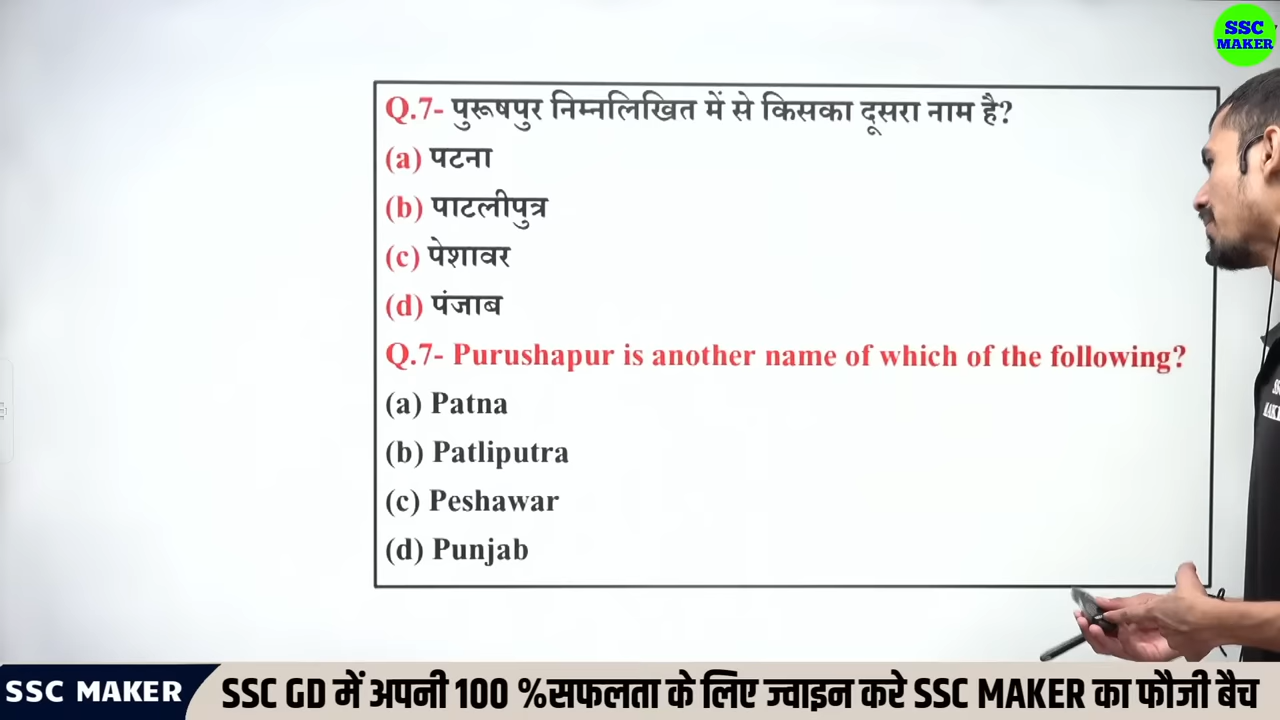 SSC
MAKER
Q.7- पुरूषपुर निम्नलिखित में से किसका दूसरा नाम है?
(a) पटना
(b) पाटलीपुत्र
(c) पेशावर
(d) पंजाब
Q.7- Purushapur is another name of which of the following?
(a) Patna
(b) Patliputra
(c) Peshawar
(d) Punjab
SSC MAKER
SSC GD में अपनी 100 %सफलता के लिए ज्वाइन करे SSC MAKER का फौजी बैच